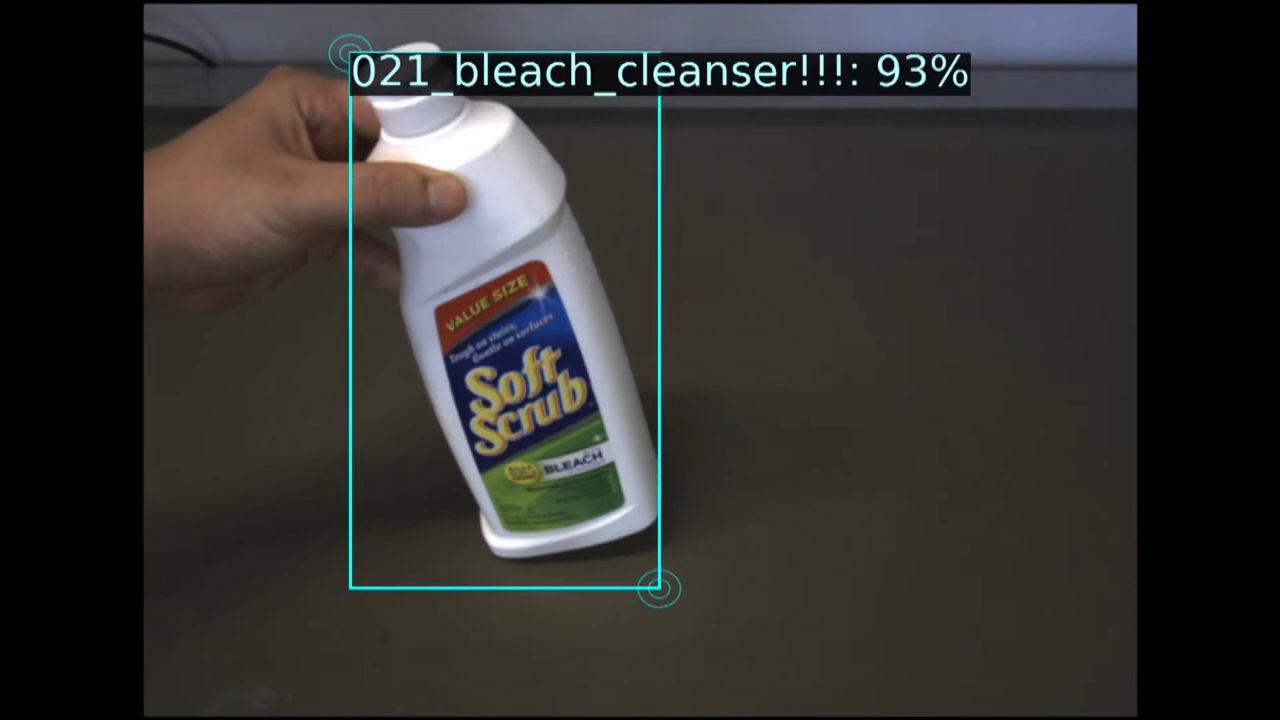 021_bleach_cleanser!!!: 93%
VALUE SIZE
Tough on stains,
Gentle on surfaces
Soft
Scrub
BLEACH